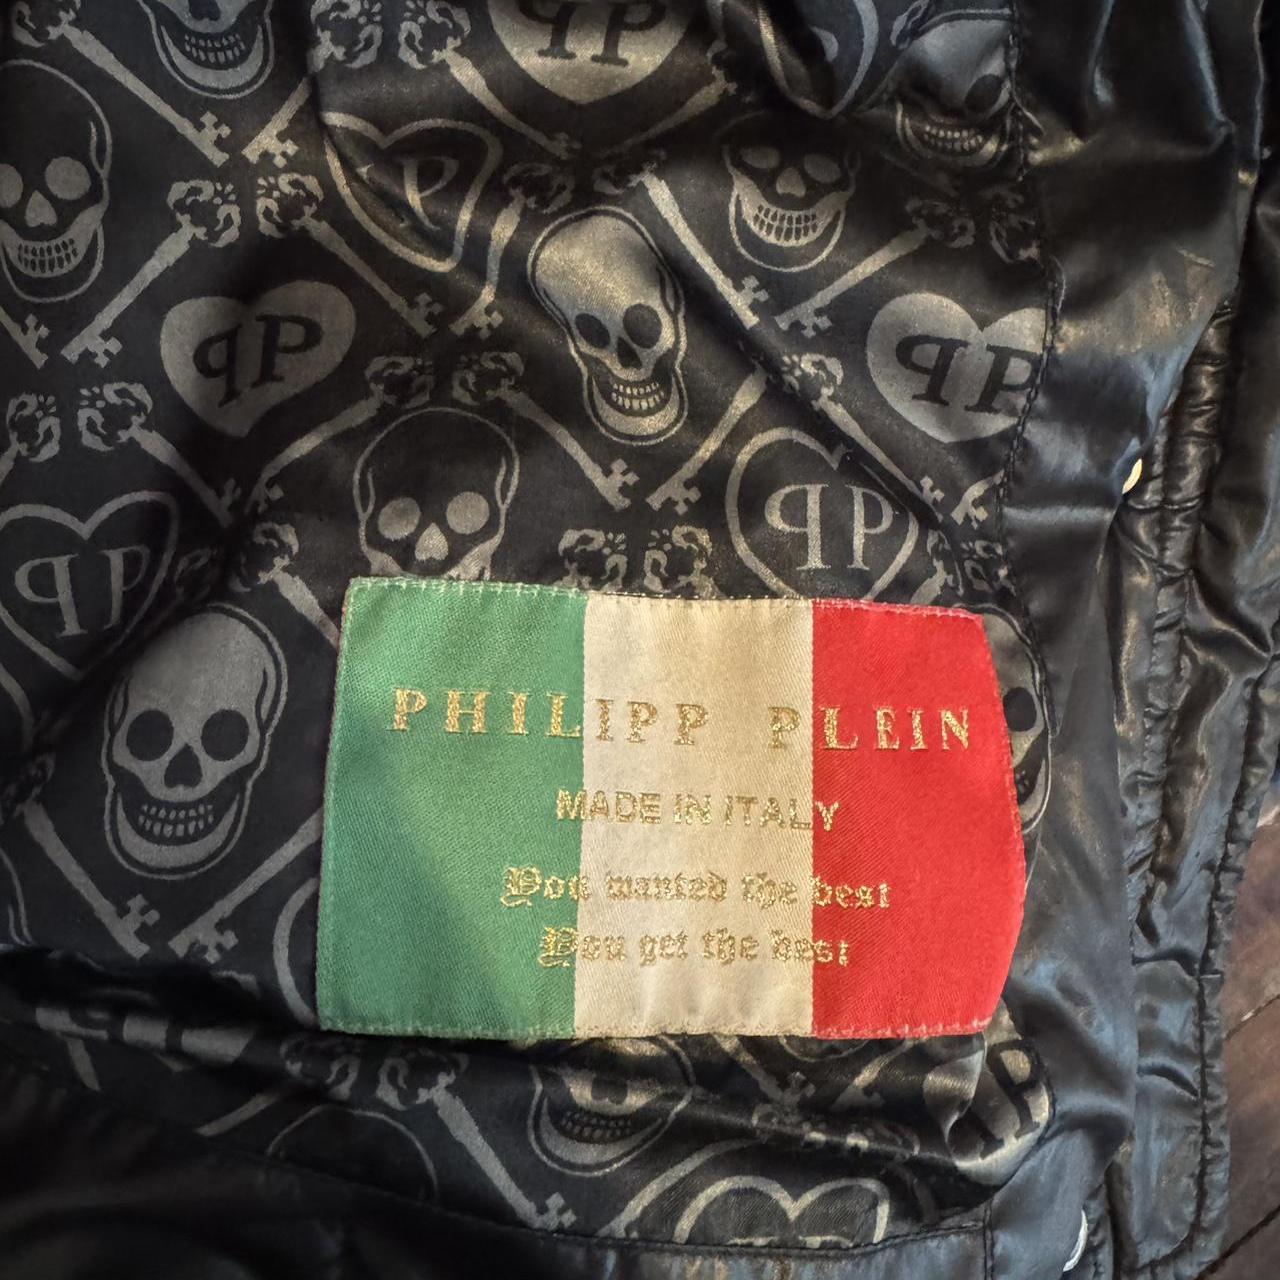 PHILIPP PLEIN
MADE IN ITALY
You wanted the best
You get the best